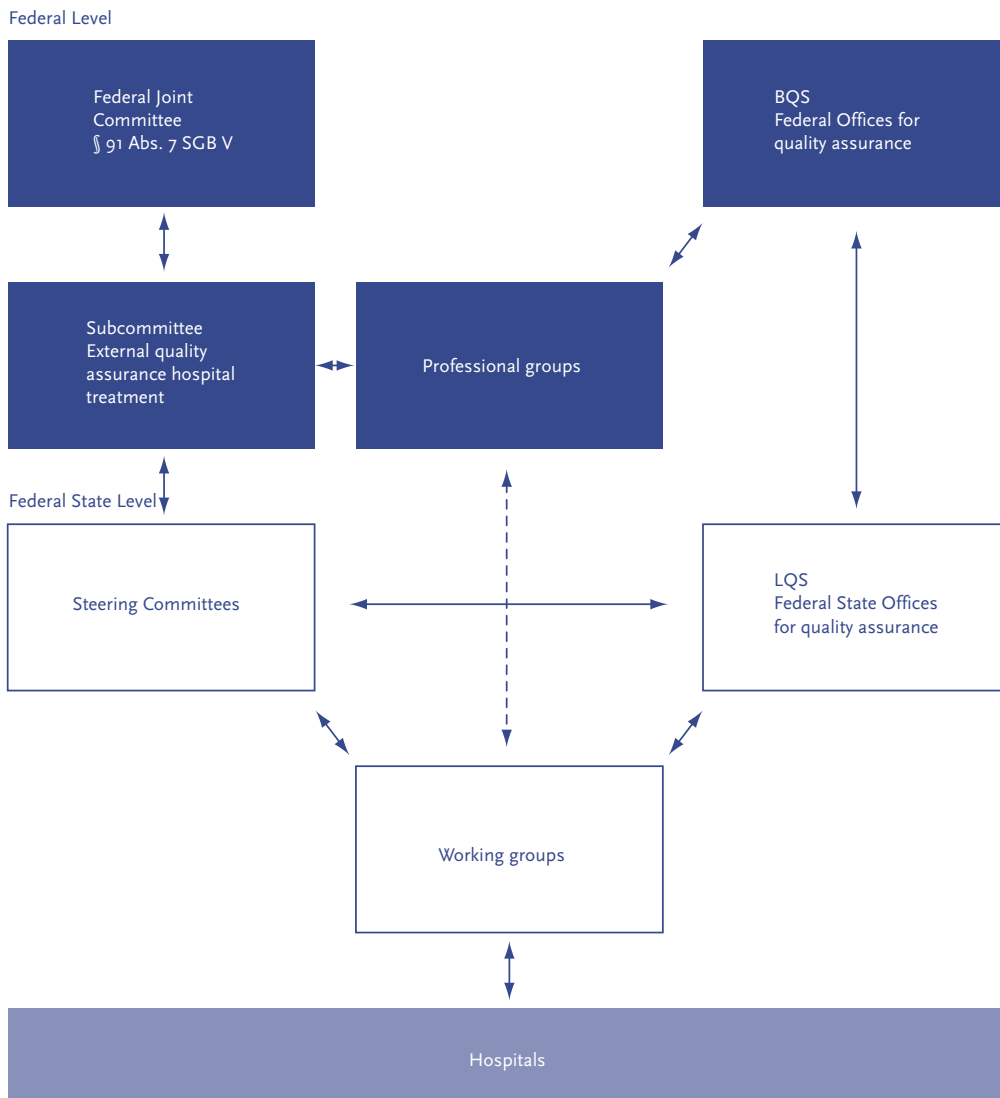 Federal Level
Federal Joint
Committee
§ 91 Abs. 7 SGB V
BQS
Federal Offices for
quality assurance
Subcommittee
External quality
assurance hospital
treatment
Professional groups
Federal State Level
Steering Committees
LQS
Federal State Offices
for quality assurance
Working groups
Hospitals